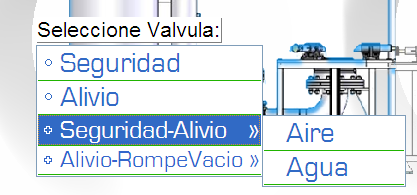 Seleccione Valvula:
Seguridad
Alivio
Seguridad-Alivio »
Alivio-RompeVacio »
Aire
Agua